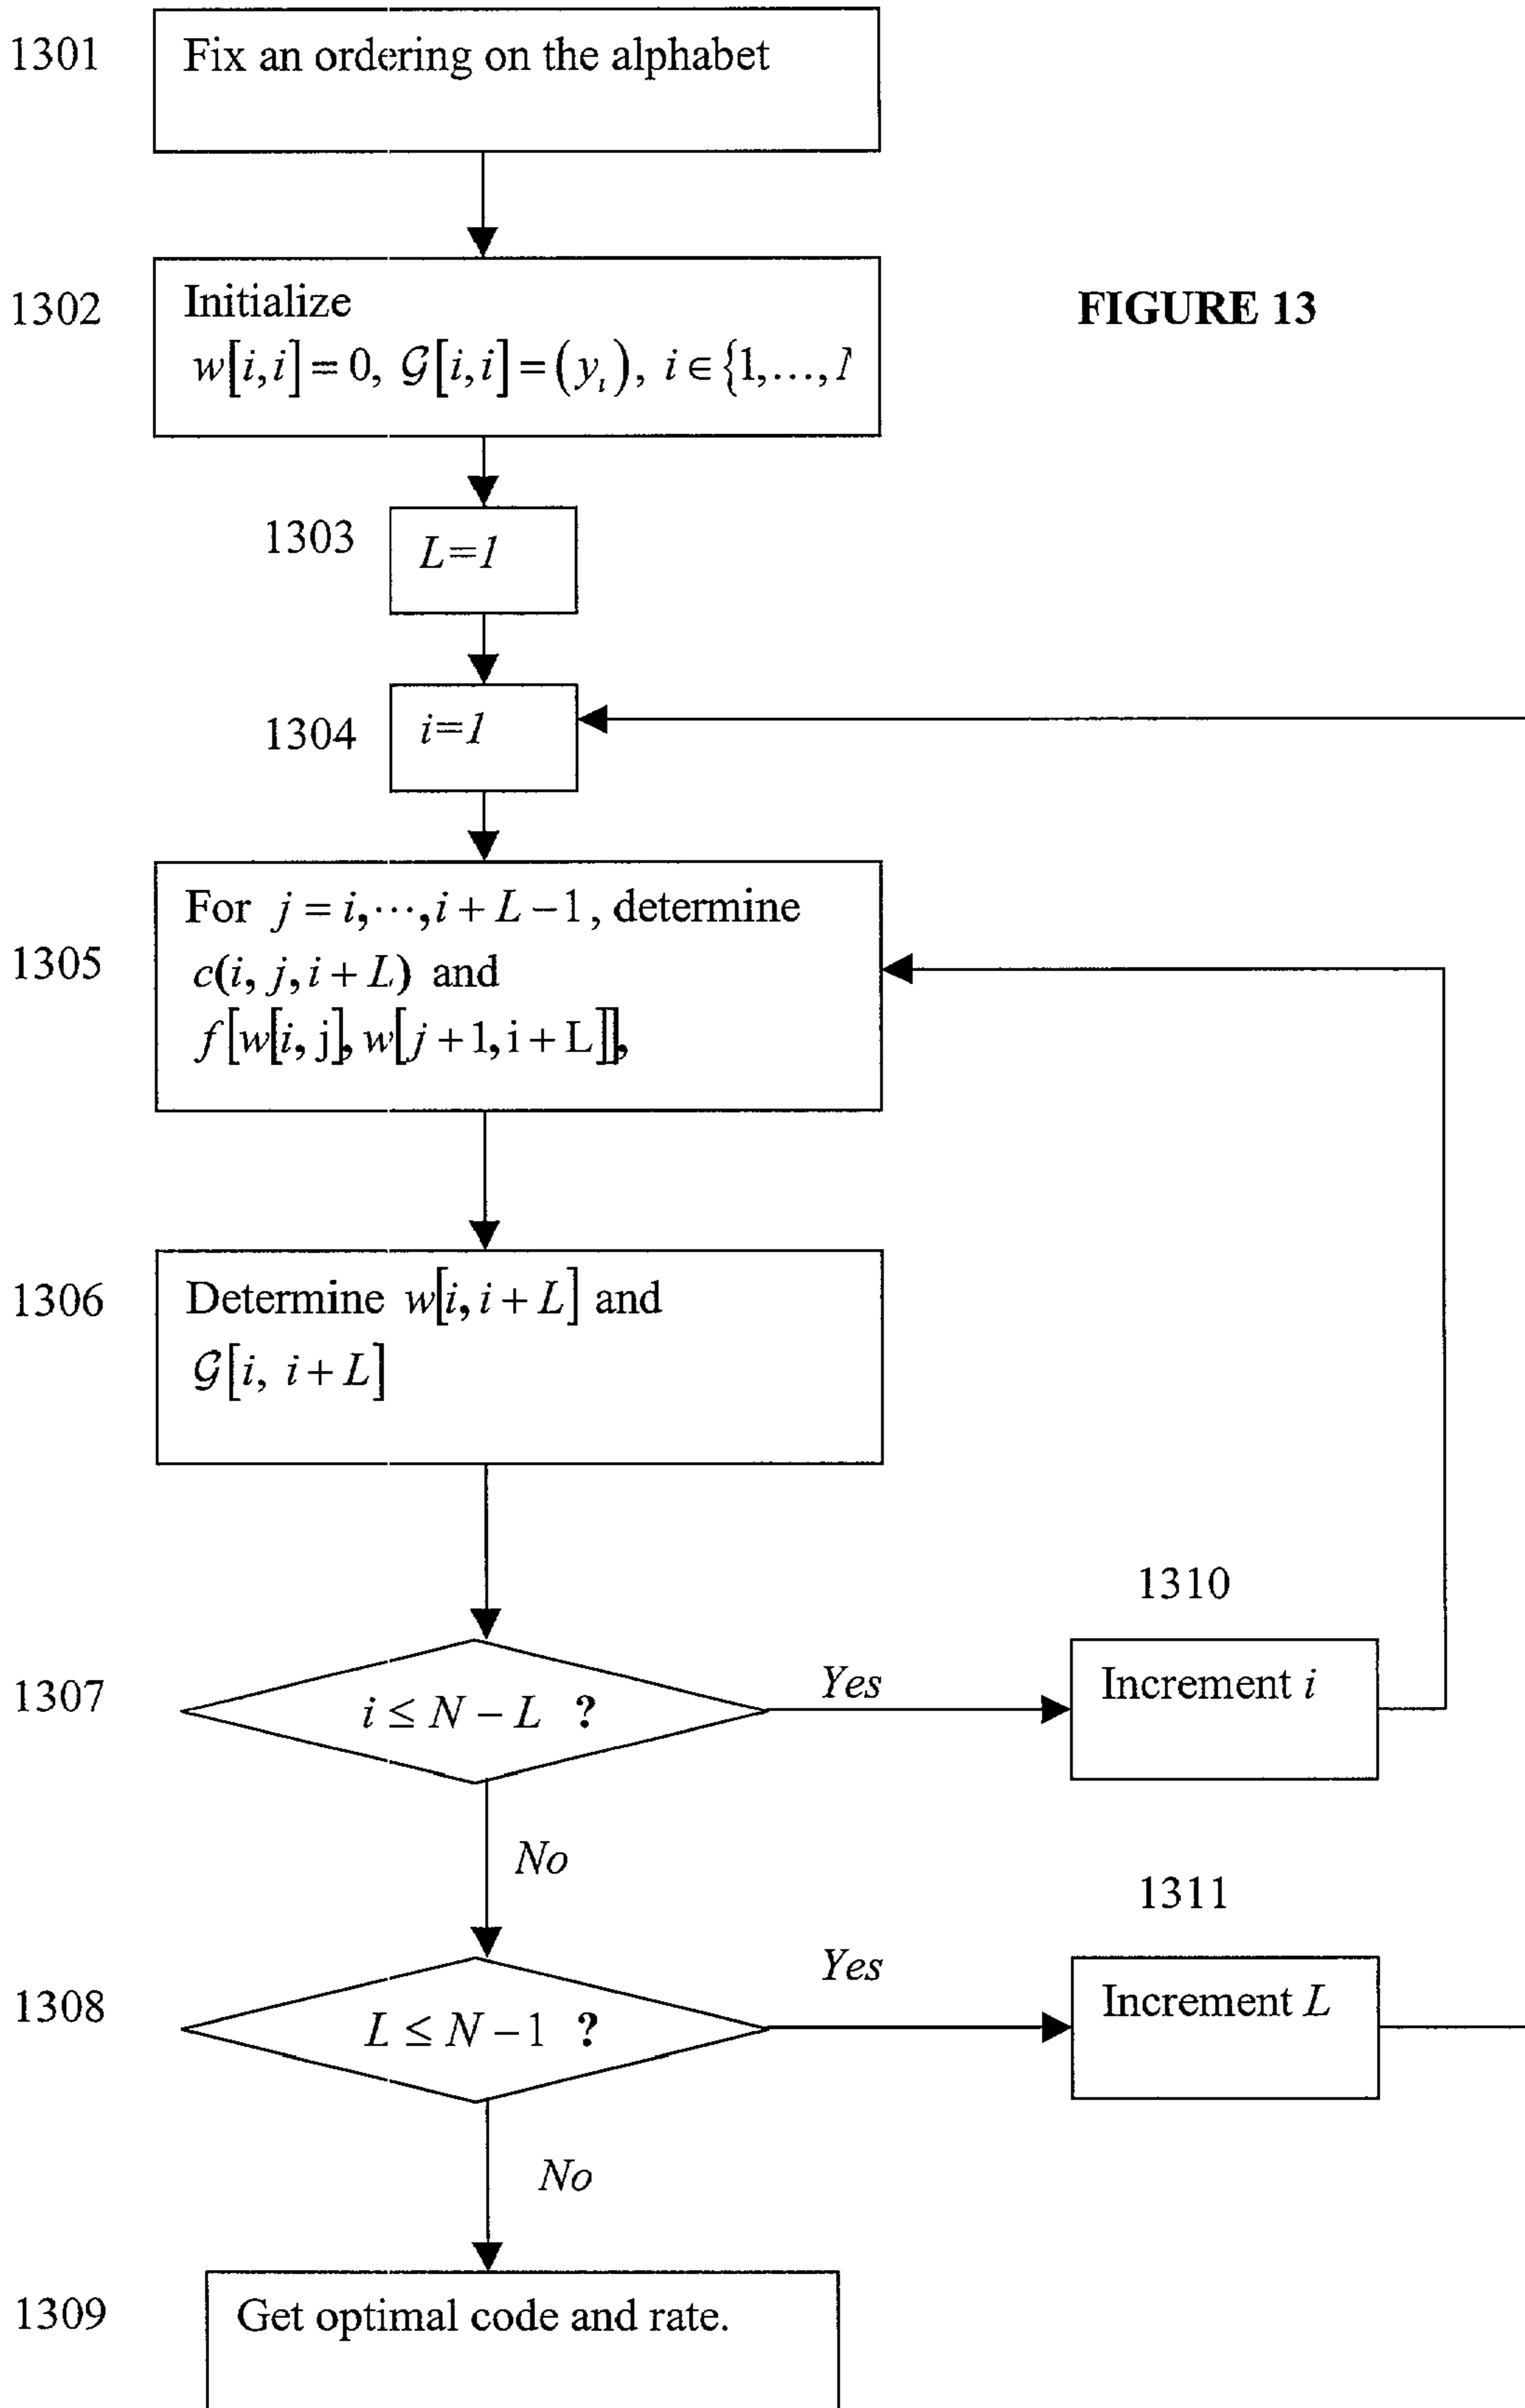 1301
Fix an ordering on the alphabet
1302
Initialize
w[i,i] = 0, 𝒢[i,i] = (y_i), i ∈ {1,...,
FIGURE 13
1303
L=1
1304
i=1
1305
For j = i,⋯,i + L −1, determine
c(i, j, i + L) and
f[w[i, j], w[j +1, i + L]],
1306
Determine w[i, i + L] and
𝒢[i, i + L]
1310
1307
i ≤ N − L ?
Yes
Increment i
No
1311
1308
L ≤ N −1 ?
Yes
Increment L
No
1309
Get optimal code and rate.